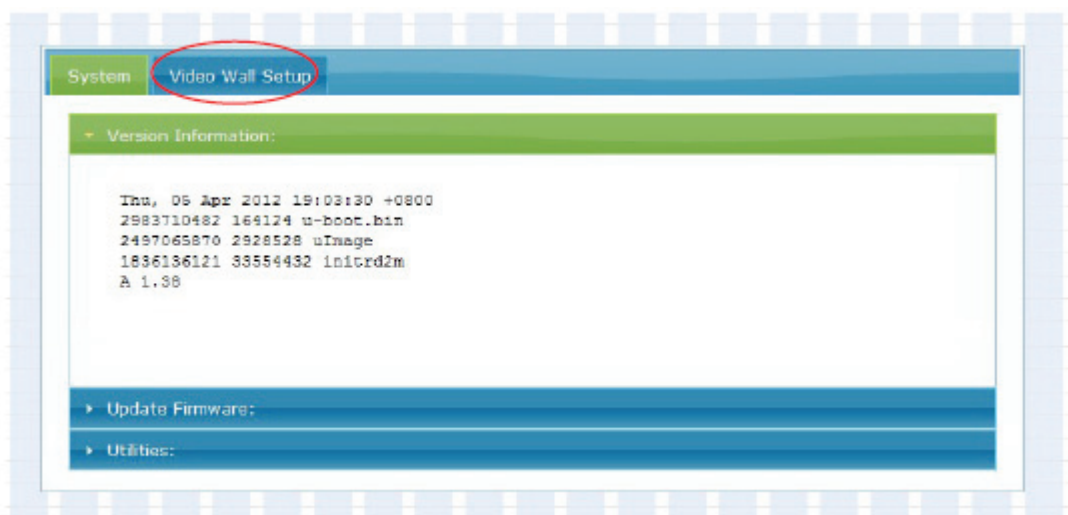 System Video Wall Setup
Version Information:
Thu, 05 Apr 2012 19:03:30 +0800
2983710482 164124 u-boot.bin
2497065870 2928528 uImage
1836136121 33554432 initrd2m
A 1.38
Update Firmware:
Utilities: